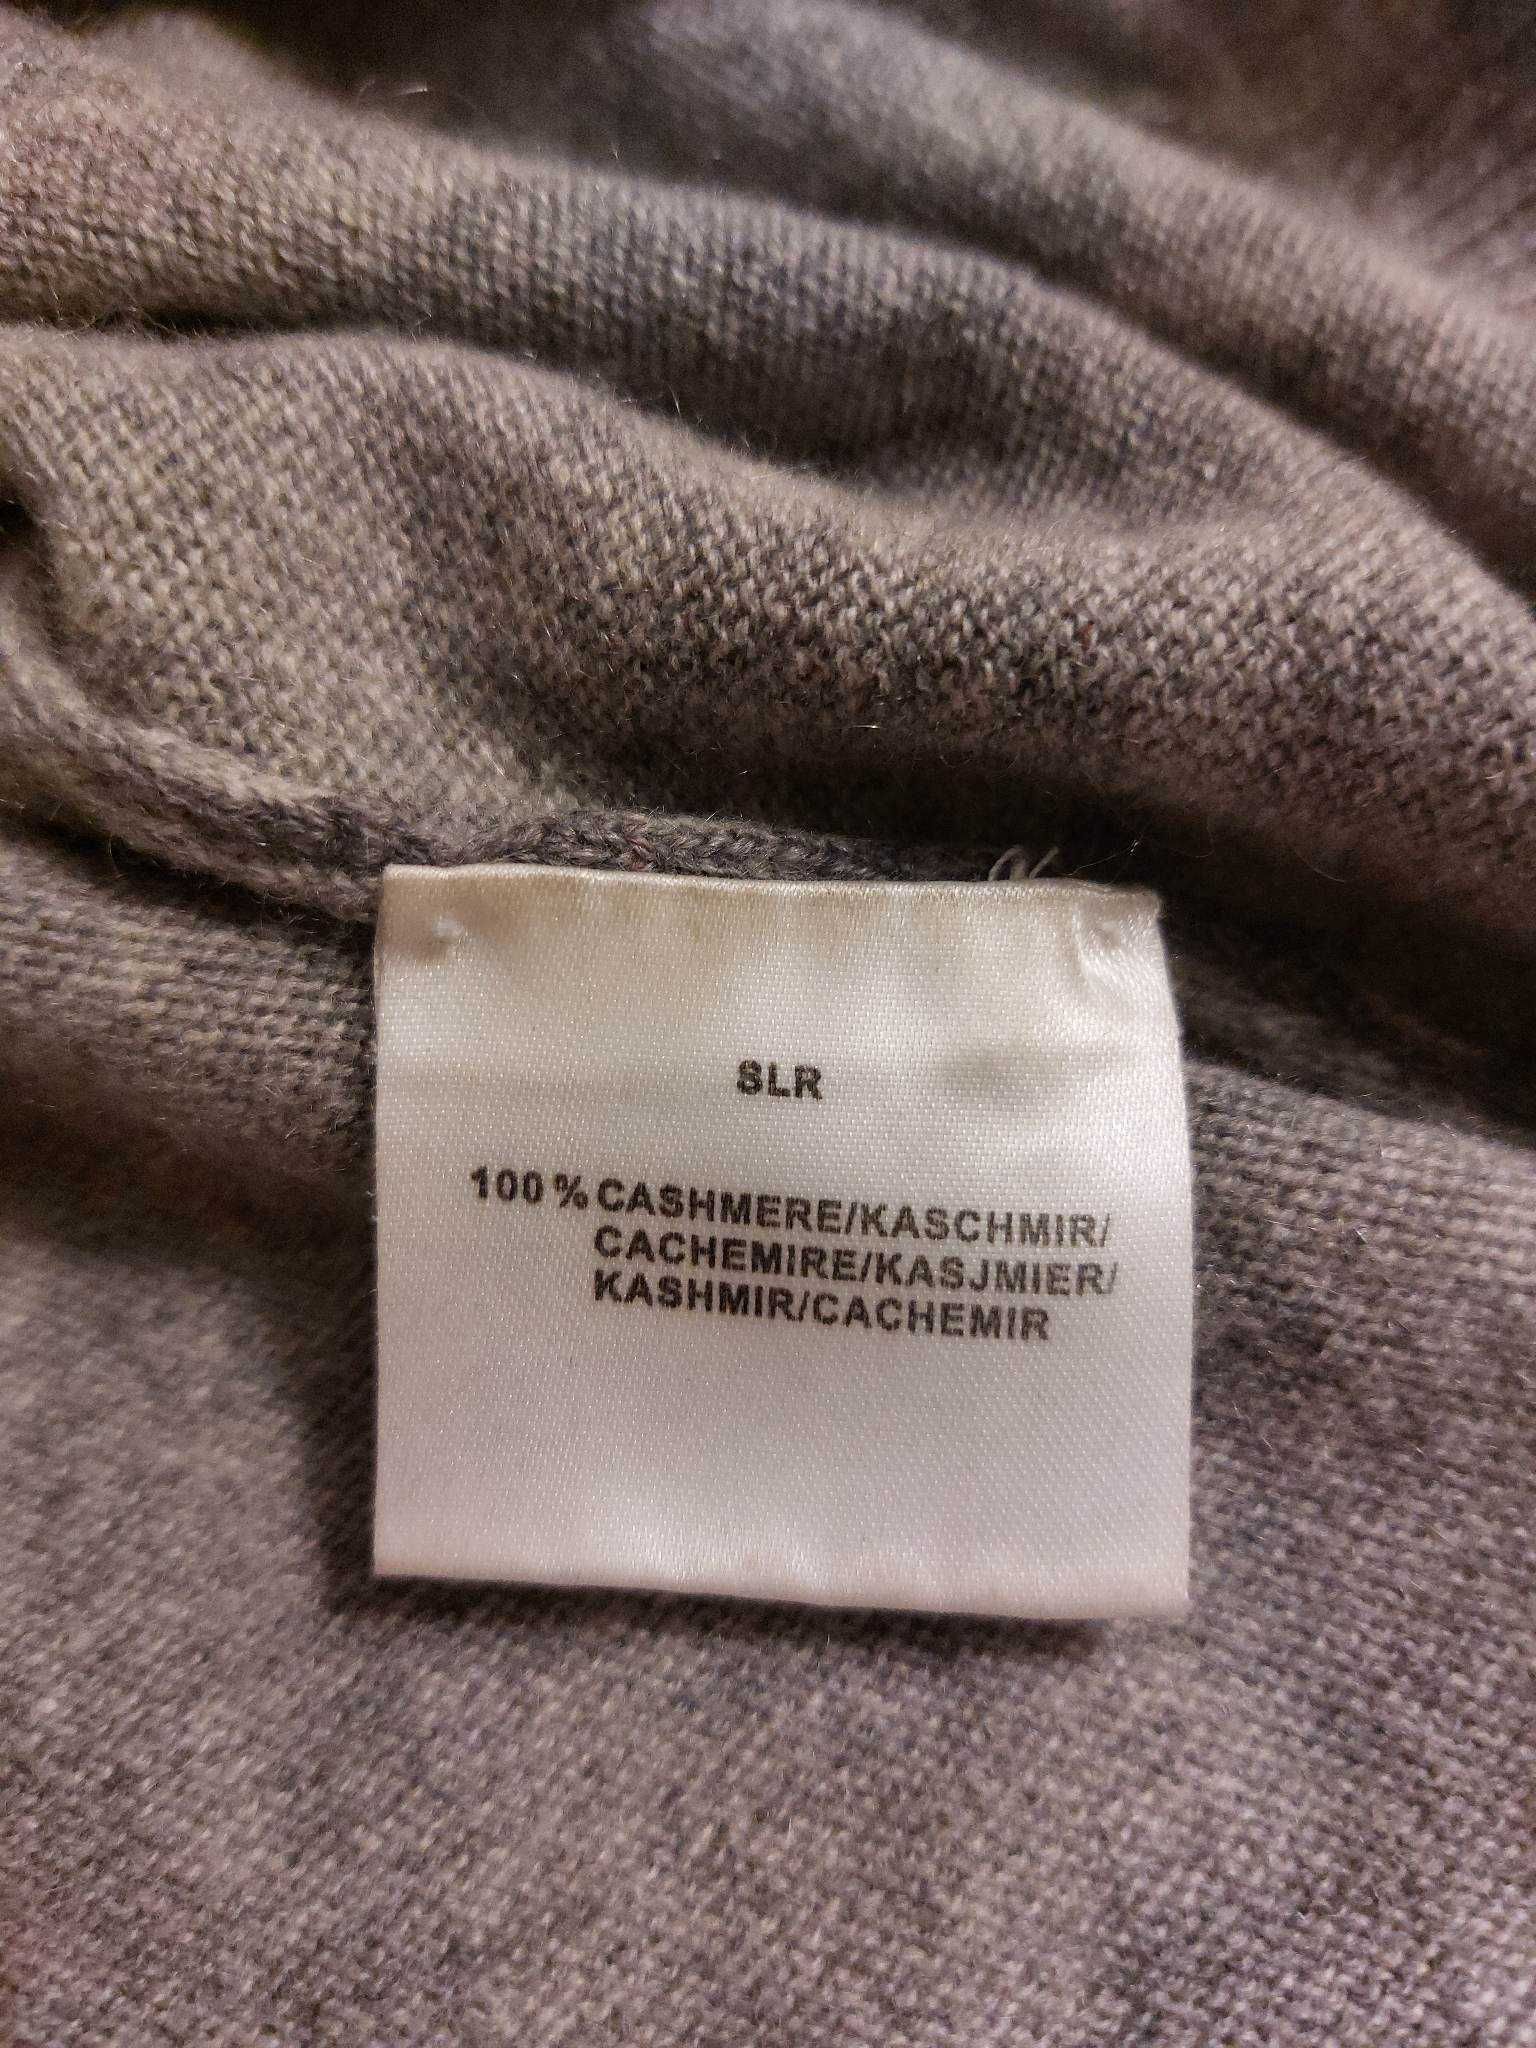 SLR
100 % CASHMERE/KASCHMIR/
CACHEMIRE/KASJMIER/
KASHMIR/CACHEMIR